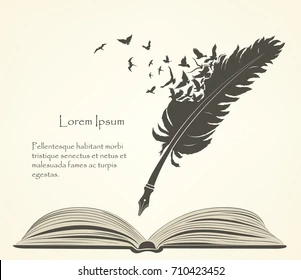 Lorem Ipsum
Pellentesque habitant
morbi tristique senectus
et netus et malesuada
fames ac turpis
egestas.
shutterstock.com · 710423452